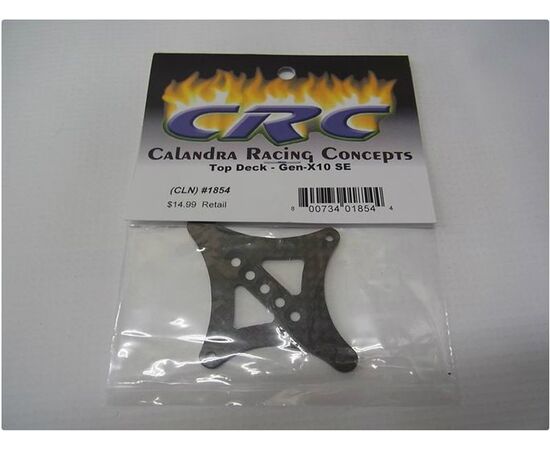 CRC
Calandra Racing Concepts
Top Deck - Gen-X10 SE
(CLN) #1854
$14.99 Retail
8 00734 01854 4